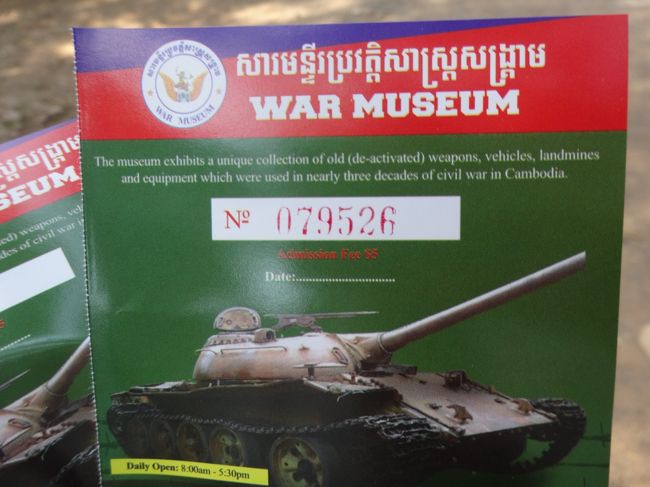 សារមន្ទីរប្រវត្តិសាស្ត្រសង្គ្រាម
WAR MUSEUM
WAR MUSEUM
The museum exhibits a unique collection of old (de-activated) weapons, vehicles, landmines
and equipment which were used in nearly three decades of civil war in Cambodia.
Nº 079526
Admission Fee $5
Date:.............................
Daily Open: 8:00am - 5:30pm